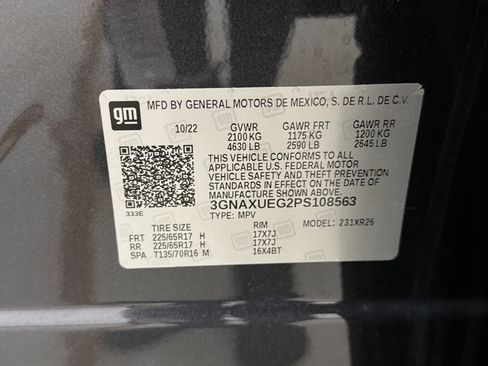 gm
MFD BY GENERAL MOTORS DE MEXICO, S. DE R.L. DE C.V.
10/22 GVWR GAWR FRT GAWR RR
2100 KG 1175 KG 1200 KG
4630 LB 2590 LB 2645 LB
THIS VEHICLE CONFORMS TO ALL
APPLICABLE U.S. FEDERAL MOTOR
VEHICLE SAFETY AND THEFT PREVENTION
STANDARDS IN EFFECT ON THE DATE OF
MANUFACTURE SHOWN ABOVE.
333E
3GNAXUEG2PS108563
TYPE: MPV
MODEL: 231XR26
TIRE SIZE RIM
FRT 225/65R17 H 17X7J
RR 225/65R17 H 17X7J
SPA T135/70R16 M 16X4BT